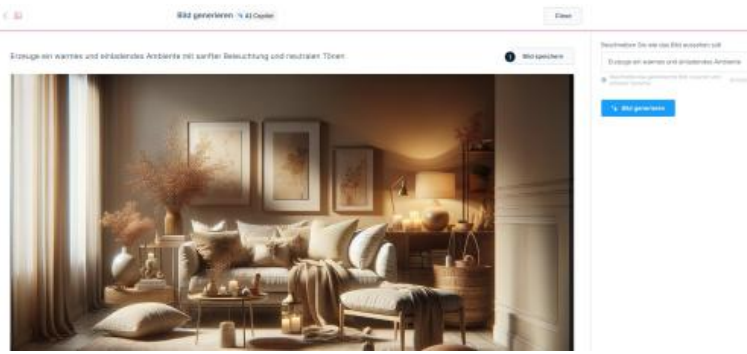 Bild generieren AI Copilot
Close
Erzeuge ein warmes und einladendes Ambiente mit sanfter Beleuchtung und neutralen Tönen
1 Bild speichern
Beschreiben Sie wie das Bild aussehen soll
Erzeuge ein warmes und einladendes Ambiente
Bild generieren